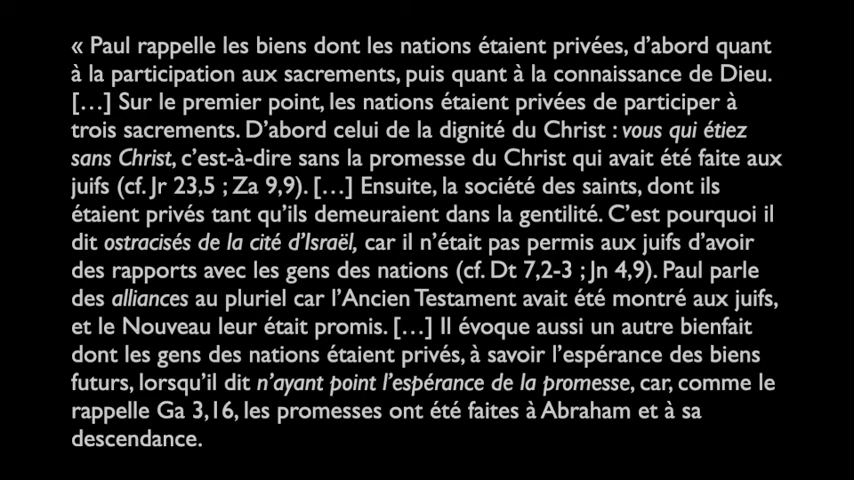 « Paul rappelle les biens dont les nations étaient privées, d’abord quant
à la participation aux sacrements, puis quant à la connaissance de Dieu.
[…] Sur le premier point, les nations étaient privées de participer à
trois sacrements. D’abord celui de la dignité du Christ : vous qui étiez
sans Christ, c’est-à-dire sans la promesse du Christ qui avait été faite aux
juifs (cf. Jr 23,5 ; Za 9,9). […] Ensuite, la société des saints, dont ils
étaient privés tant qu’ils demeuraient dans la gentilité. C’est pourquoi il
dit ostracisés de la cité d’Israël, car il n’était pas permis aux juifs d’avoir
des rapports avec les gens des nations (cf. Dt 7,2-3 ; Jn 4,9). Paul parle
des alliances au pluriel car l’Ancien Testament avait été montré aux juifs,
et le Nouveau leur était promis. […] Il évoque aussi un autre bienfait
dont les gens des nations étaient privés, à savoir l’espérance des biens
futurs, lorsqu’il dit n’ayant point l’espérance de la promesse, car, comme le
rappelle Ga 3,16, les promesses ont été faites à Abraham et à sa
descendance.